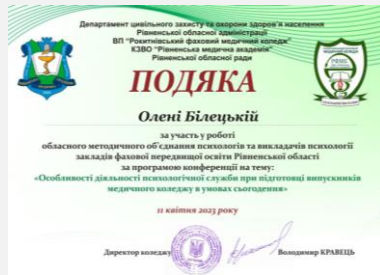 Департамент цивільного захисту та охорони здоров'я населення
Рівненської обласної адміністрації
ВП "Рокитнівський фаховий медичний коледж"
КЗВО "Рівненська медична академія"
Рівненської обласної ради
ПОДЯКА
Олені Білецькій
за участь у роботі
обласного методичного об'єднання психологів та викладачів психології
закладів фахової передвищої освіти Рівненської області
за програмою конференції на тему:
«Особливості діяльності психологічної служби при підготовці випускників
медичного коледжу в умовах сьогодення»
11 квітня 2023 року
Директор коледжу
Володимир КРАВЕЦЬ